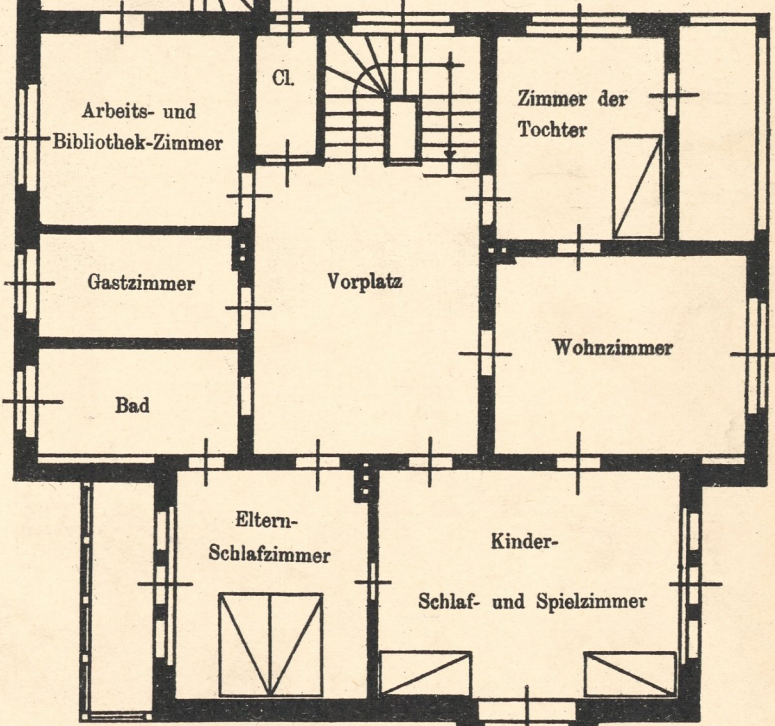 Cl.
Arbeits- und
Bibliothek-Zimmer
Zimmer der
Tochter
Gastzimmer
Vorplatz
Wohnzimmer
Bad
Eltern-
Schlafzimmer
Kinder-
Schlaf- und Spielzimmer